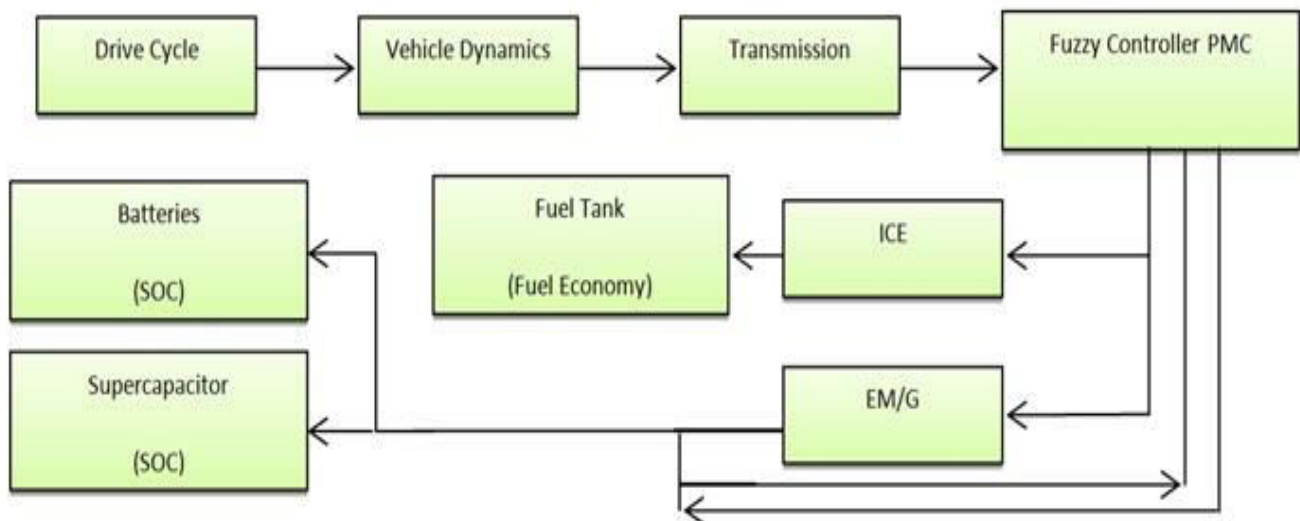 Drive Cycle
Vehicle Dynamics
Transmission
Fuzzy Controller PMC
Batteries
(SOC)
Fuel Tank
(Fuel Economy)
ICE
Supercapacitor
(SOC)
EM/G